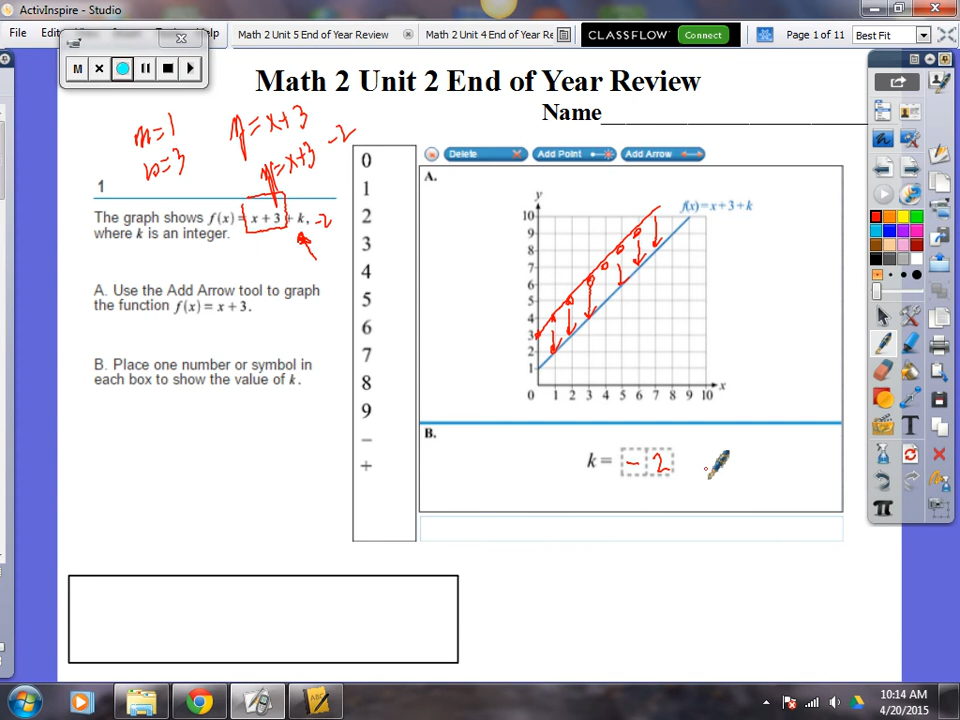 ActivInspire - Studio
File
Help
Math 2 Unit 5 End of Year Review
Math 2 Unit 4 End of Year Re
CLASSFLOW
Connect
Page 1 of 11
Best Fit
M
Math 2 Unit 2 End of Year Review
Name
m=1
b=3
y=x+3
y=x+3 -2
1
The graph shows f(x) = x + 3 + k,
-2
where k is an integer.
A. Use the Add Arrow tool to graph
the function f(x) = x + 3.
B. Place one number or symbol in
each box to show the value of k.
0
1
2
3
4
5
6
7
8
9
−
+
Delete
Add Point
Add Arrow
A.
y
f(x) = x + 3 + k
10
9
8
7
6
5
4
3
2
1
0 1 2 3 4 5 6 7 8 9 10
x
B.
k = - 2
T
π
10:14 AM
4/20/2015